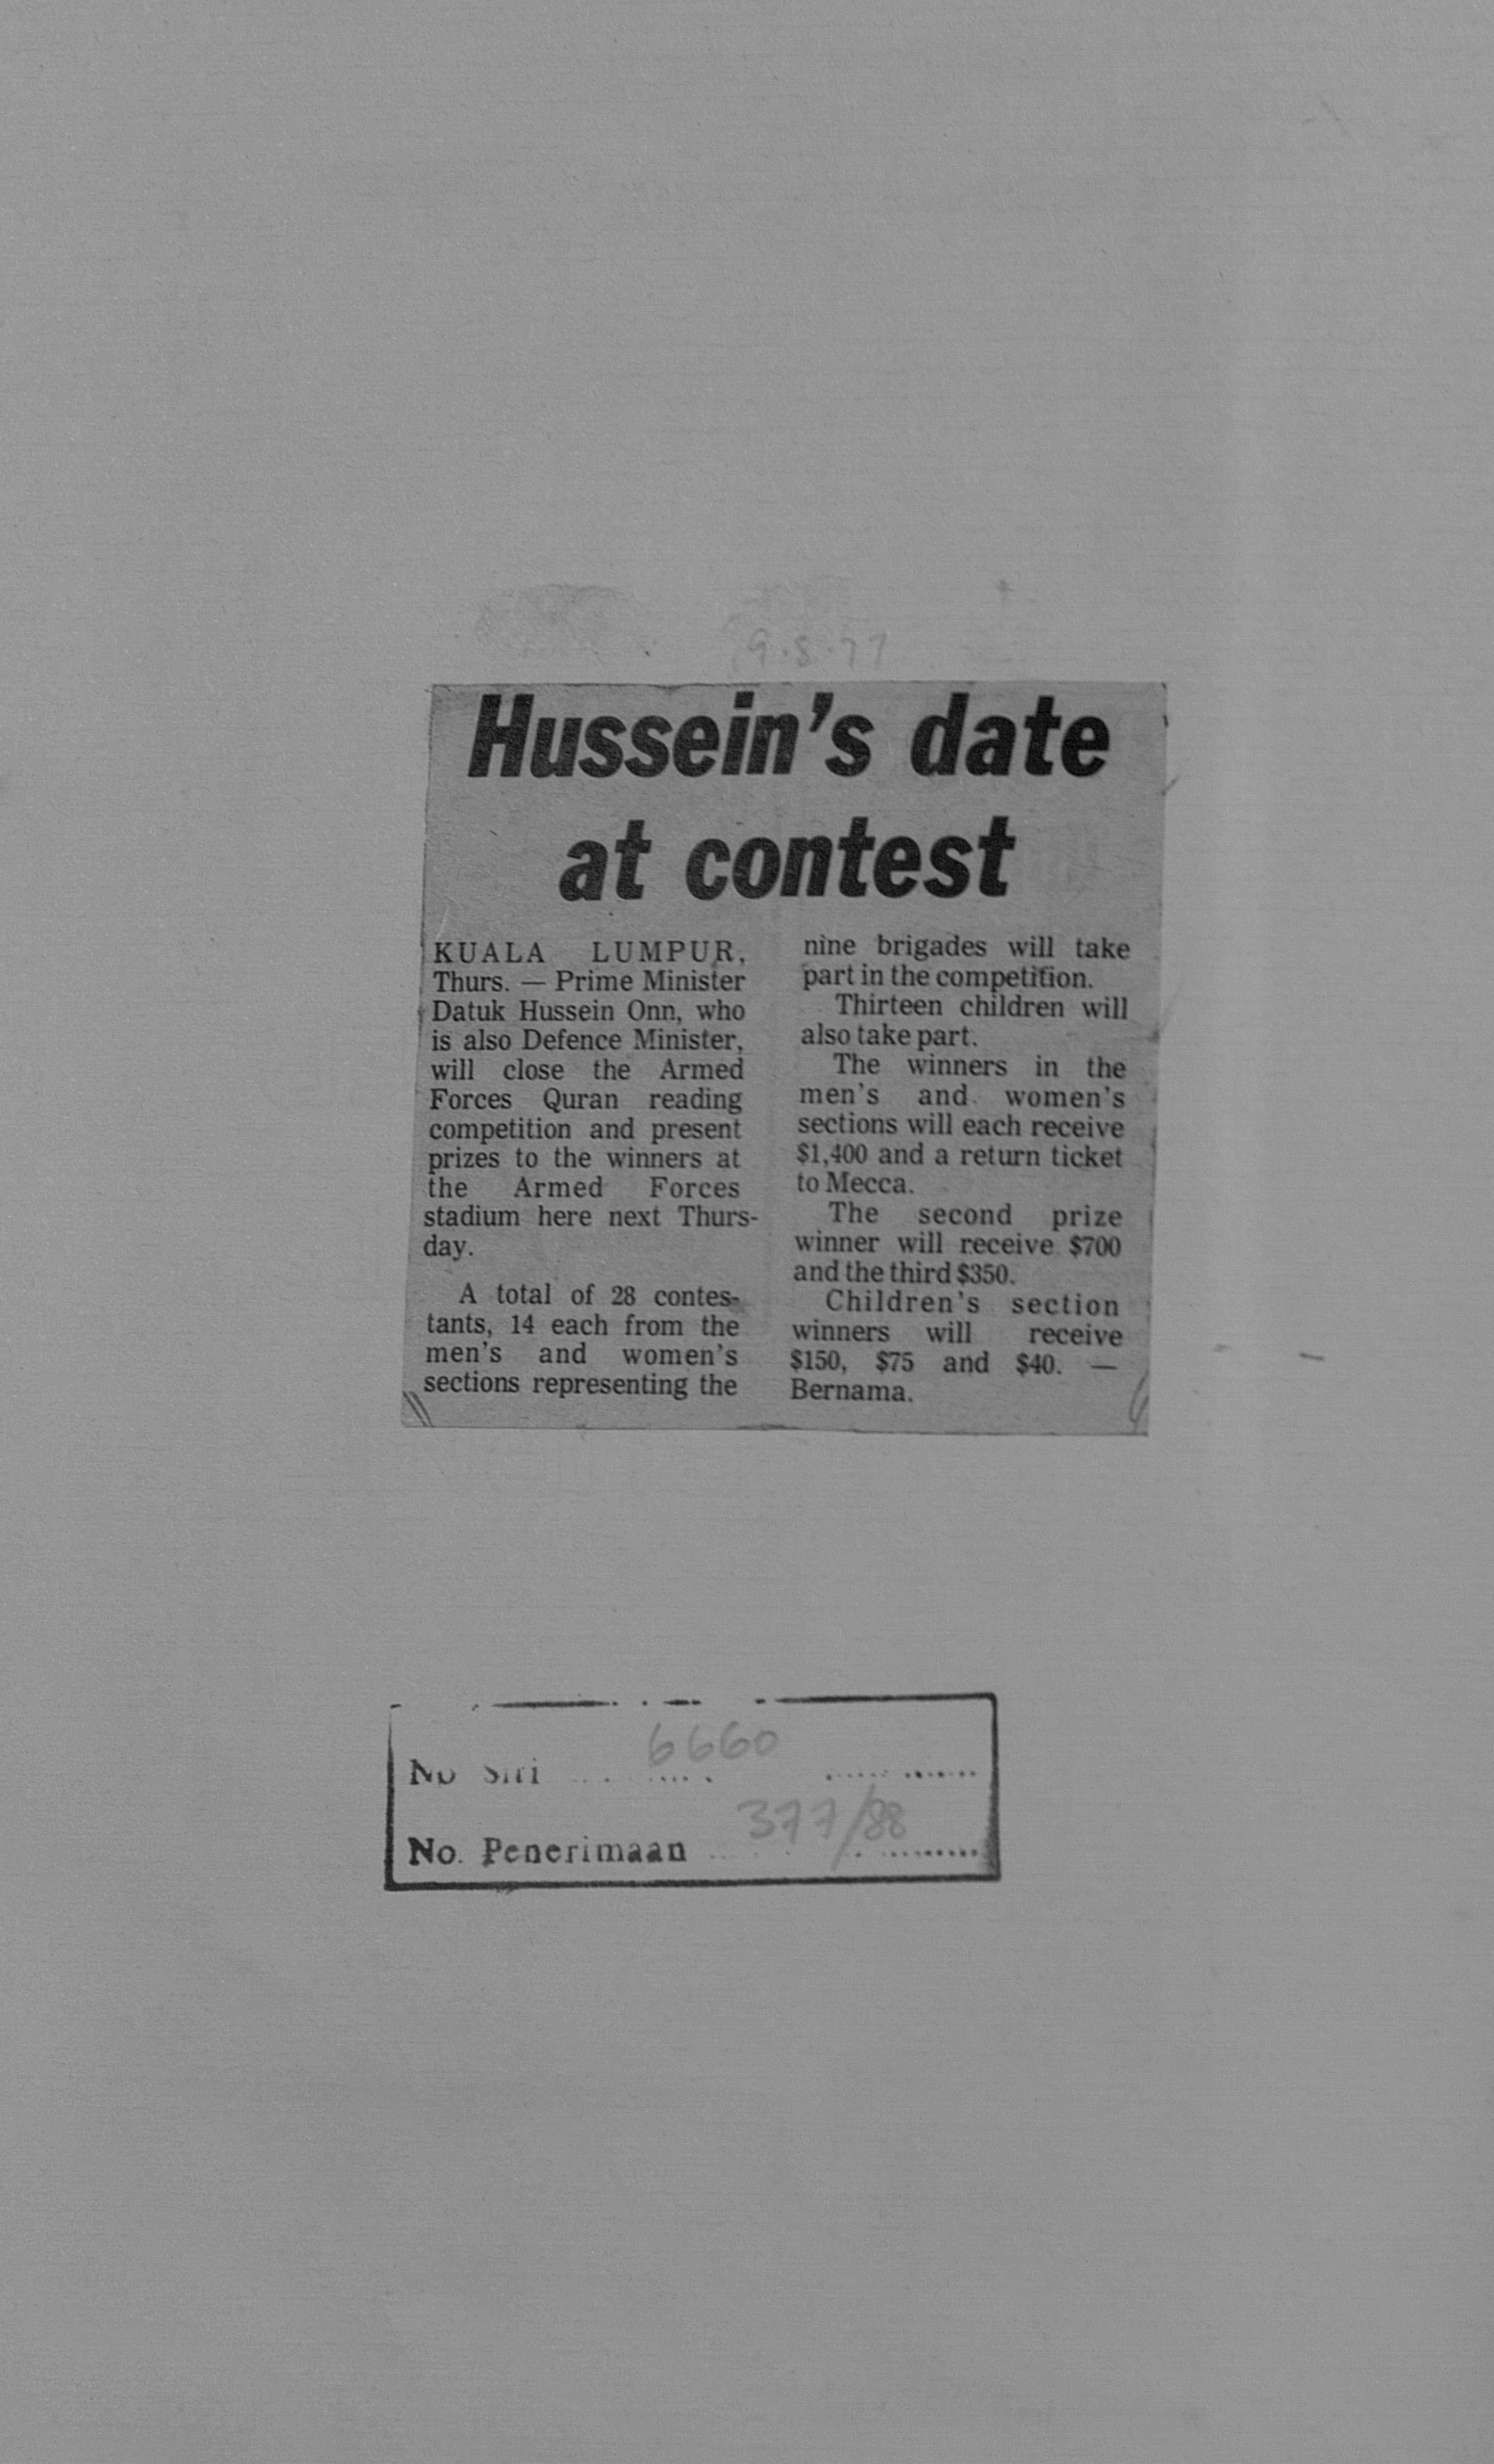 9.5.77
Hussein's date
at contest
KUALA LUMPUR,
Thurs. — Prime Minister
Datuk Hussein Onn, who
is also Defence Minister,
will close the Armed
Forces Quran reading
competition and present
prizes to the winners at
the Armed Forces
stadium here next Thurs-
day.
A total of 28 contes-
tants, 14 each from the
men's and women's
sections representing the
nine brigades will take
part in the competition.
Thirteen children will
also take part.
The winners in the
men's and women's
sections will each receive
$1,400 and a return ticket
to Mecca.
The second prize
winner will receive $700
and the third $350.
Children's section
winners will receive
$150, $75 and $40. —
Bernama.
No Siri 6660
No. Penerimaan 377/88